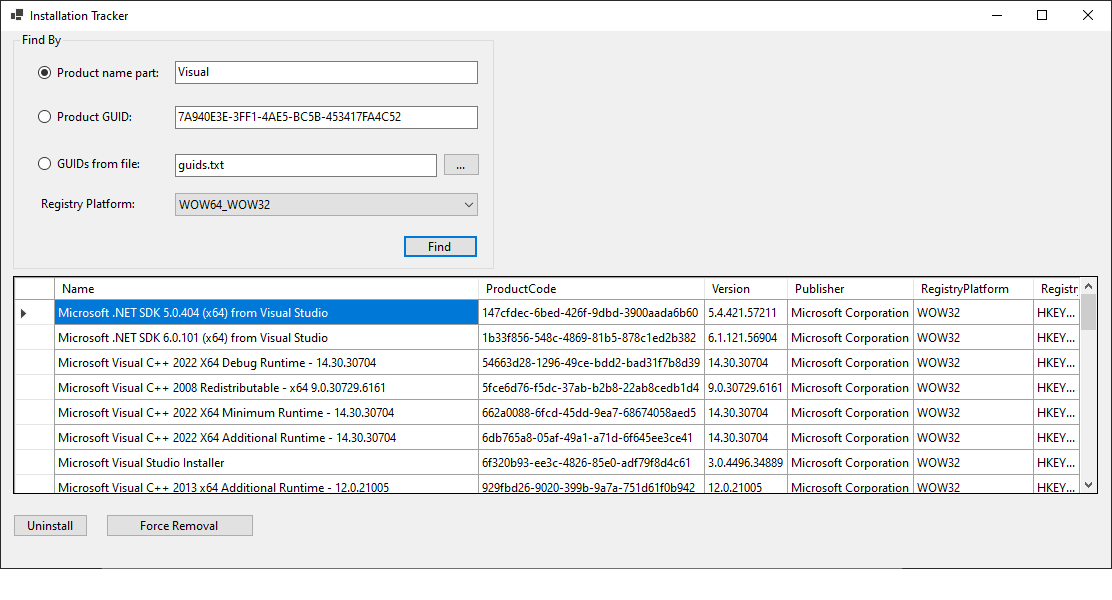 Installation Tracker
Find By
Product name part: Visual
Product GUID: 7A940E3E-3FF1-4AE5-BC5B-453417FA4C52
GUIDs from file: guids.txt ...
Registry Platform: WOW64_WOW32
Find
Name ProductCode Version Publisher RegistryPlatform Registry
Microsoft .NET SDK 5.0.404 (x64) from Visual Studio 147cfdec-6bed-426f-9dbd-3900aada6b60 5.4.421.57211 Microsoft Corporation WOW32 HKEY...
Microsoft .NET SDK 6.0.101 (x64) from Visual Studio 1b33f856-548c-4869-81b5-878c1ed2b382 6.1.121.56904 Microsoft Corporation WOW32 HKEY...
Microsoft Visual C++ 2022 X64 Debug Runtime - 14.30.30704 54663d28-1296-49ce-bdd2-bad31f7b8d39 14.30.30704 Microsoft Corporation WOW32 HKEY...
Microsoft Visual C++ 2008 Redistributable - x64 9.0.30729.6161 5fce6d76-f5dc-37ab-b2b8-22ab8cedb1d4 9.0.30729.6161 Microsoft Corporation WOW32 HKEY...
Microsoft Visual C++ 2022 X64 Minimum Runtime - 14.30.30704 662a0088-6fcd-45dd-9ea7-68674058aed5 14.30.30704 Microsoft Corporation WOW32 HKEY...
Microsoft Visual C++ 2022 X64 Additional Runtime - 14.30.30704 6db765a8-05af-49a1-a71d-6f645ee3ce41 14.30.30704 Microsoft Corporation WOW32 HKEY...
Microsoft Visual Studio Installer 6f320b93-ee3c-4826-85e0-adf79f8d4c61 3.0.4496.34889 Microsoft Corporation WOW32 HKEY...
Microsoft Visual C++ 2013 x64 Additional Runtime - 12.0.21005 929fbd26-9020-399b-9a7a-751d61f0b942 12.0.21005 Microsoft Corporation WOW32 HKEY...
Uninstall Force Removal